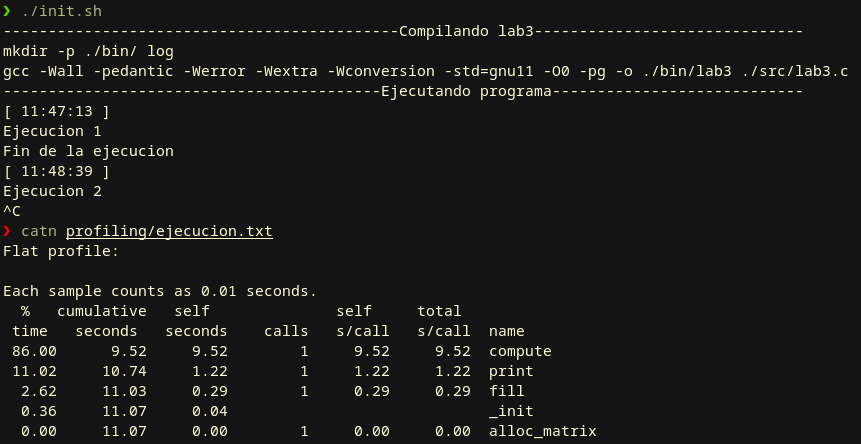 ❯ ./init.sh
--------------------------------------------Compilando lab3------------------------------
mkdir -p ./bin/ log
gcc -Wall -pedantic -Werror -Wextra -Wconversion -std=gnu11 -O0 -pg -o ./bin/lab3 ./src/lab3.c
------------------------------------------Ejecutando programa----------------------------
[ 11:47:13 ]
Ejecucion 1
Fin de la ejecucion
[ 11:48:39 ]
Ejecucion 2
^C
❯ catn profiling/ejecucion.txt
Flat profile:

Each sample counts as 0.01 seconds.
  %   cumulative   self              self     total
 time   seconds   seconds    calls   s/call   s/call  name
 86.00      9.52     9.52        1     9.52     9.52  compute
 11.02     10.74     1.22        1     1.22     1.22  print
  2.62     11.03     0.29        1     0.29     0.29  fill
  0.36     11.07     0.04                             _init
  0.00     11.07     0.00        1     0.00     0.00  alloc_matrix